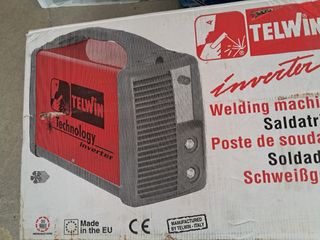 TELWIN
inverter
Welding machi
Saldatri
Poste de souda
Soldad
Schweißg
TELWIN
Technology
inverter
Made
in the EU
CE
MANUFACTURED
BY TELWIN - ITALY